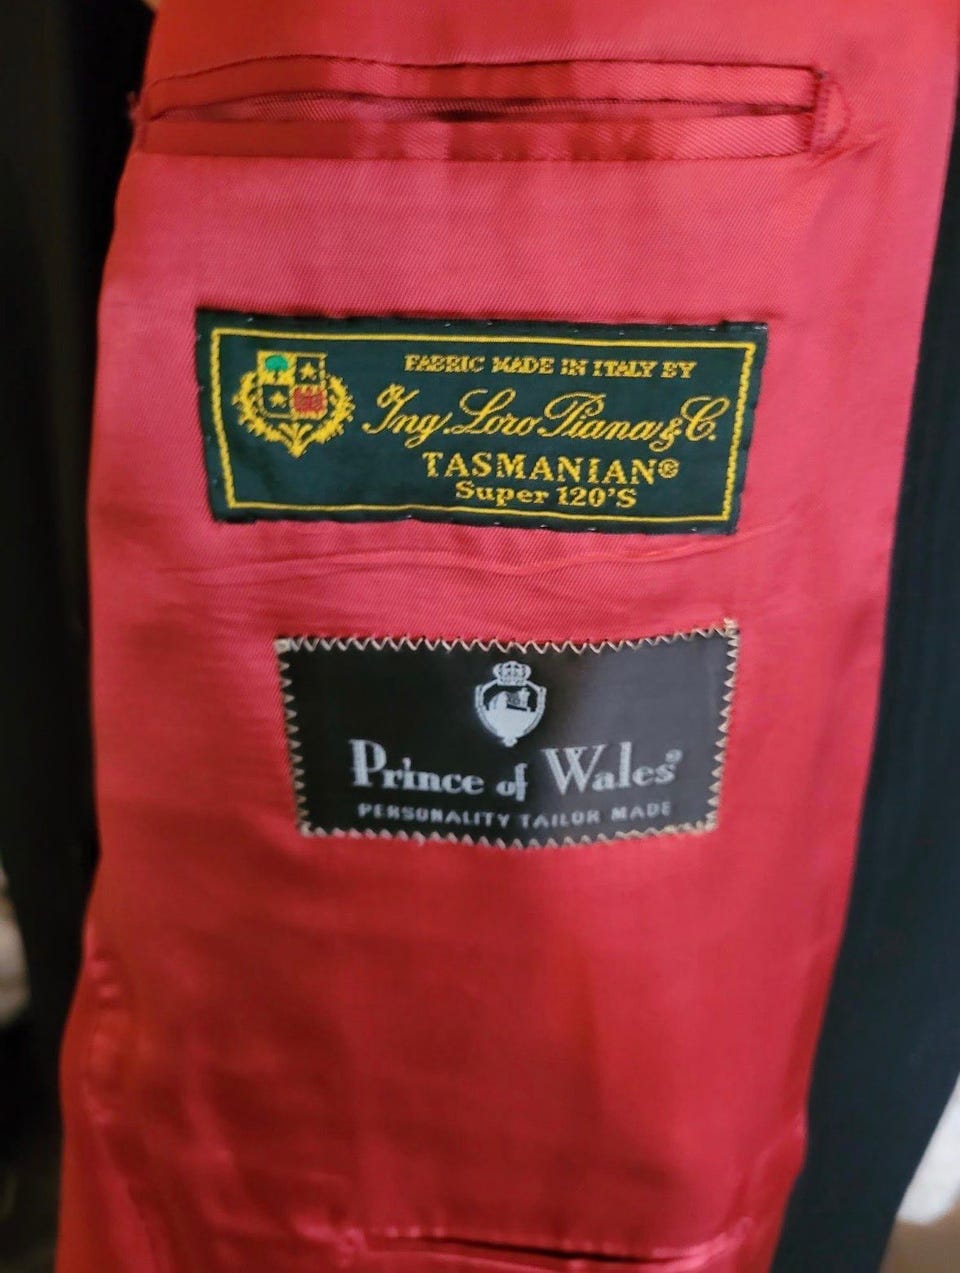 FABRIC MADE IN ITALY BY
Ing. Loro Piana & C.
TASMANIAN®
Super 120'S
Prince of Wales®
PERSONALITY TAILOR MADE